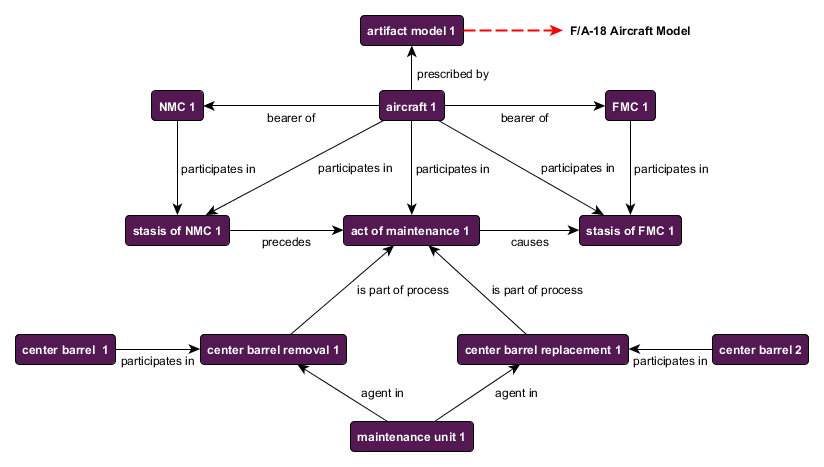 artifact model 1
F/A-18 Aircraft Model
prescribed by
NMC 1
aircraft 1
FMC 1
bearer of
bearer of
participates in
participates in
participates in
participates in
participates in
stasis of NMC 1
act of maintenance 1
stasis of FMC 1
precedes
causes
is part of process
is part of process
center barrel 1
center barrel removal 1
center barrel replacement 1
center barrel 2
participates in
participates in
agent in
agent in
maintenance unit 1